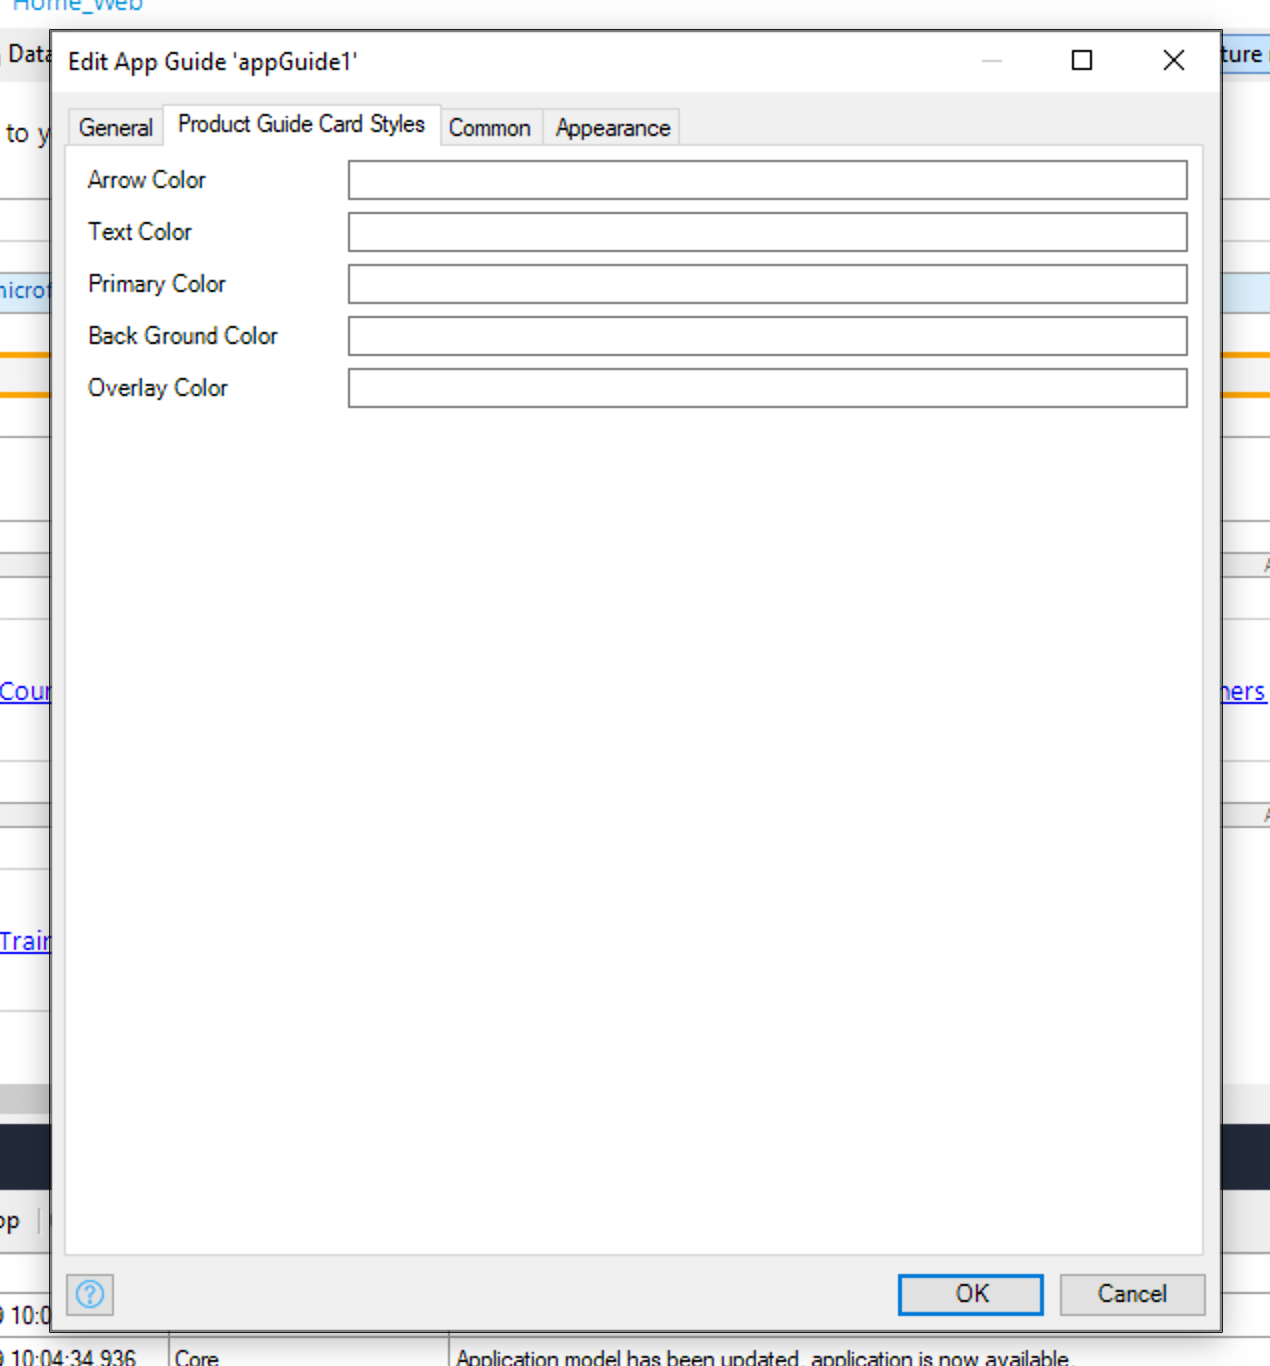 Home_Web
Data
Edit App Guide 'appGuide1'
ture
to y
General
Product Guide Card Styles
Common
Appearance
Arrow Color
Text Color
Primary Color
Back Ground Color
Overlay Color
microf
Cour
ners
Train
op
OK
Cancel
10:0
10:04:34.936
Core
Application model has been updated, application is now available.